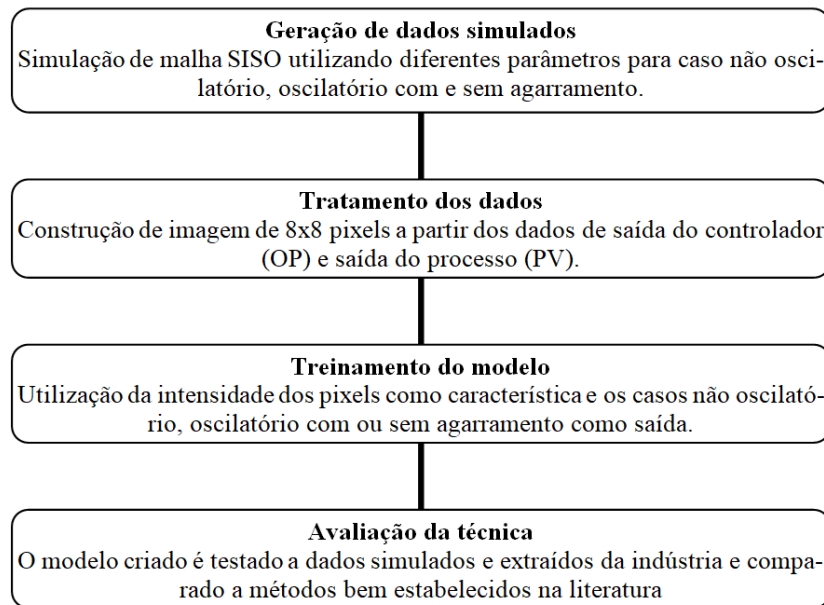 Geração de dados simulados
Simulação de malha SISO utilizando diferentes parâmetros para caso não osci-
latório, oscilatório com e sem agarramento.
Tratamento dos dados
Construção de imagem de 8x8 pixels a partir dos dados de saída do controlador
(OP) e saída do processo (PV).
Treinamento do modelo
Utilização da intensidade dos pixels como característica e os casos não oscilató-
rio, oscilatório com ou sem agarramento como saída.
Avaliação da técnica
O modelo criado é testado a dados simulados e extraídos da indústria e compa-
rado a métodos bem estabelecidos na literatura